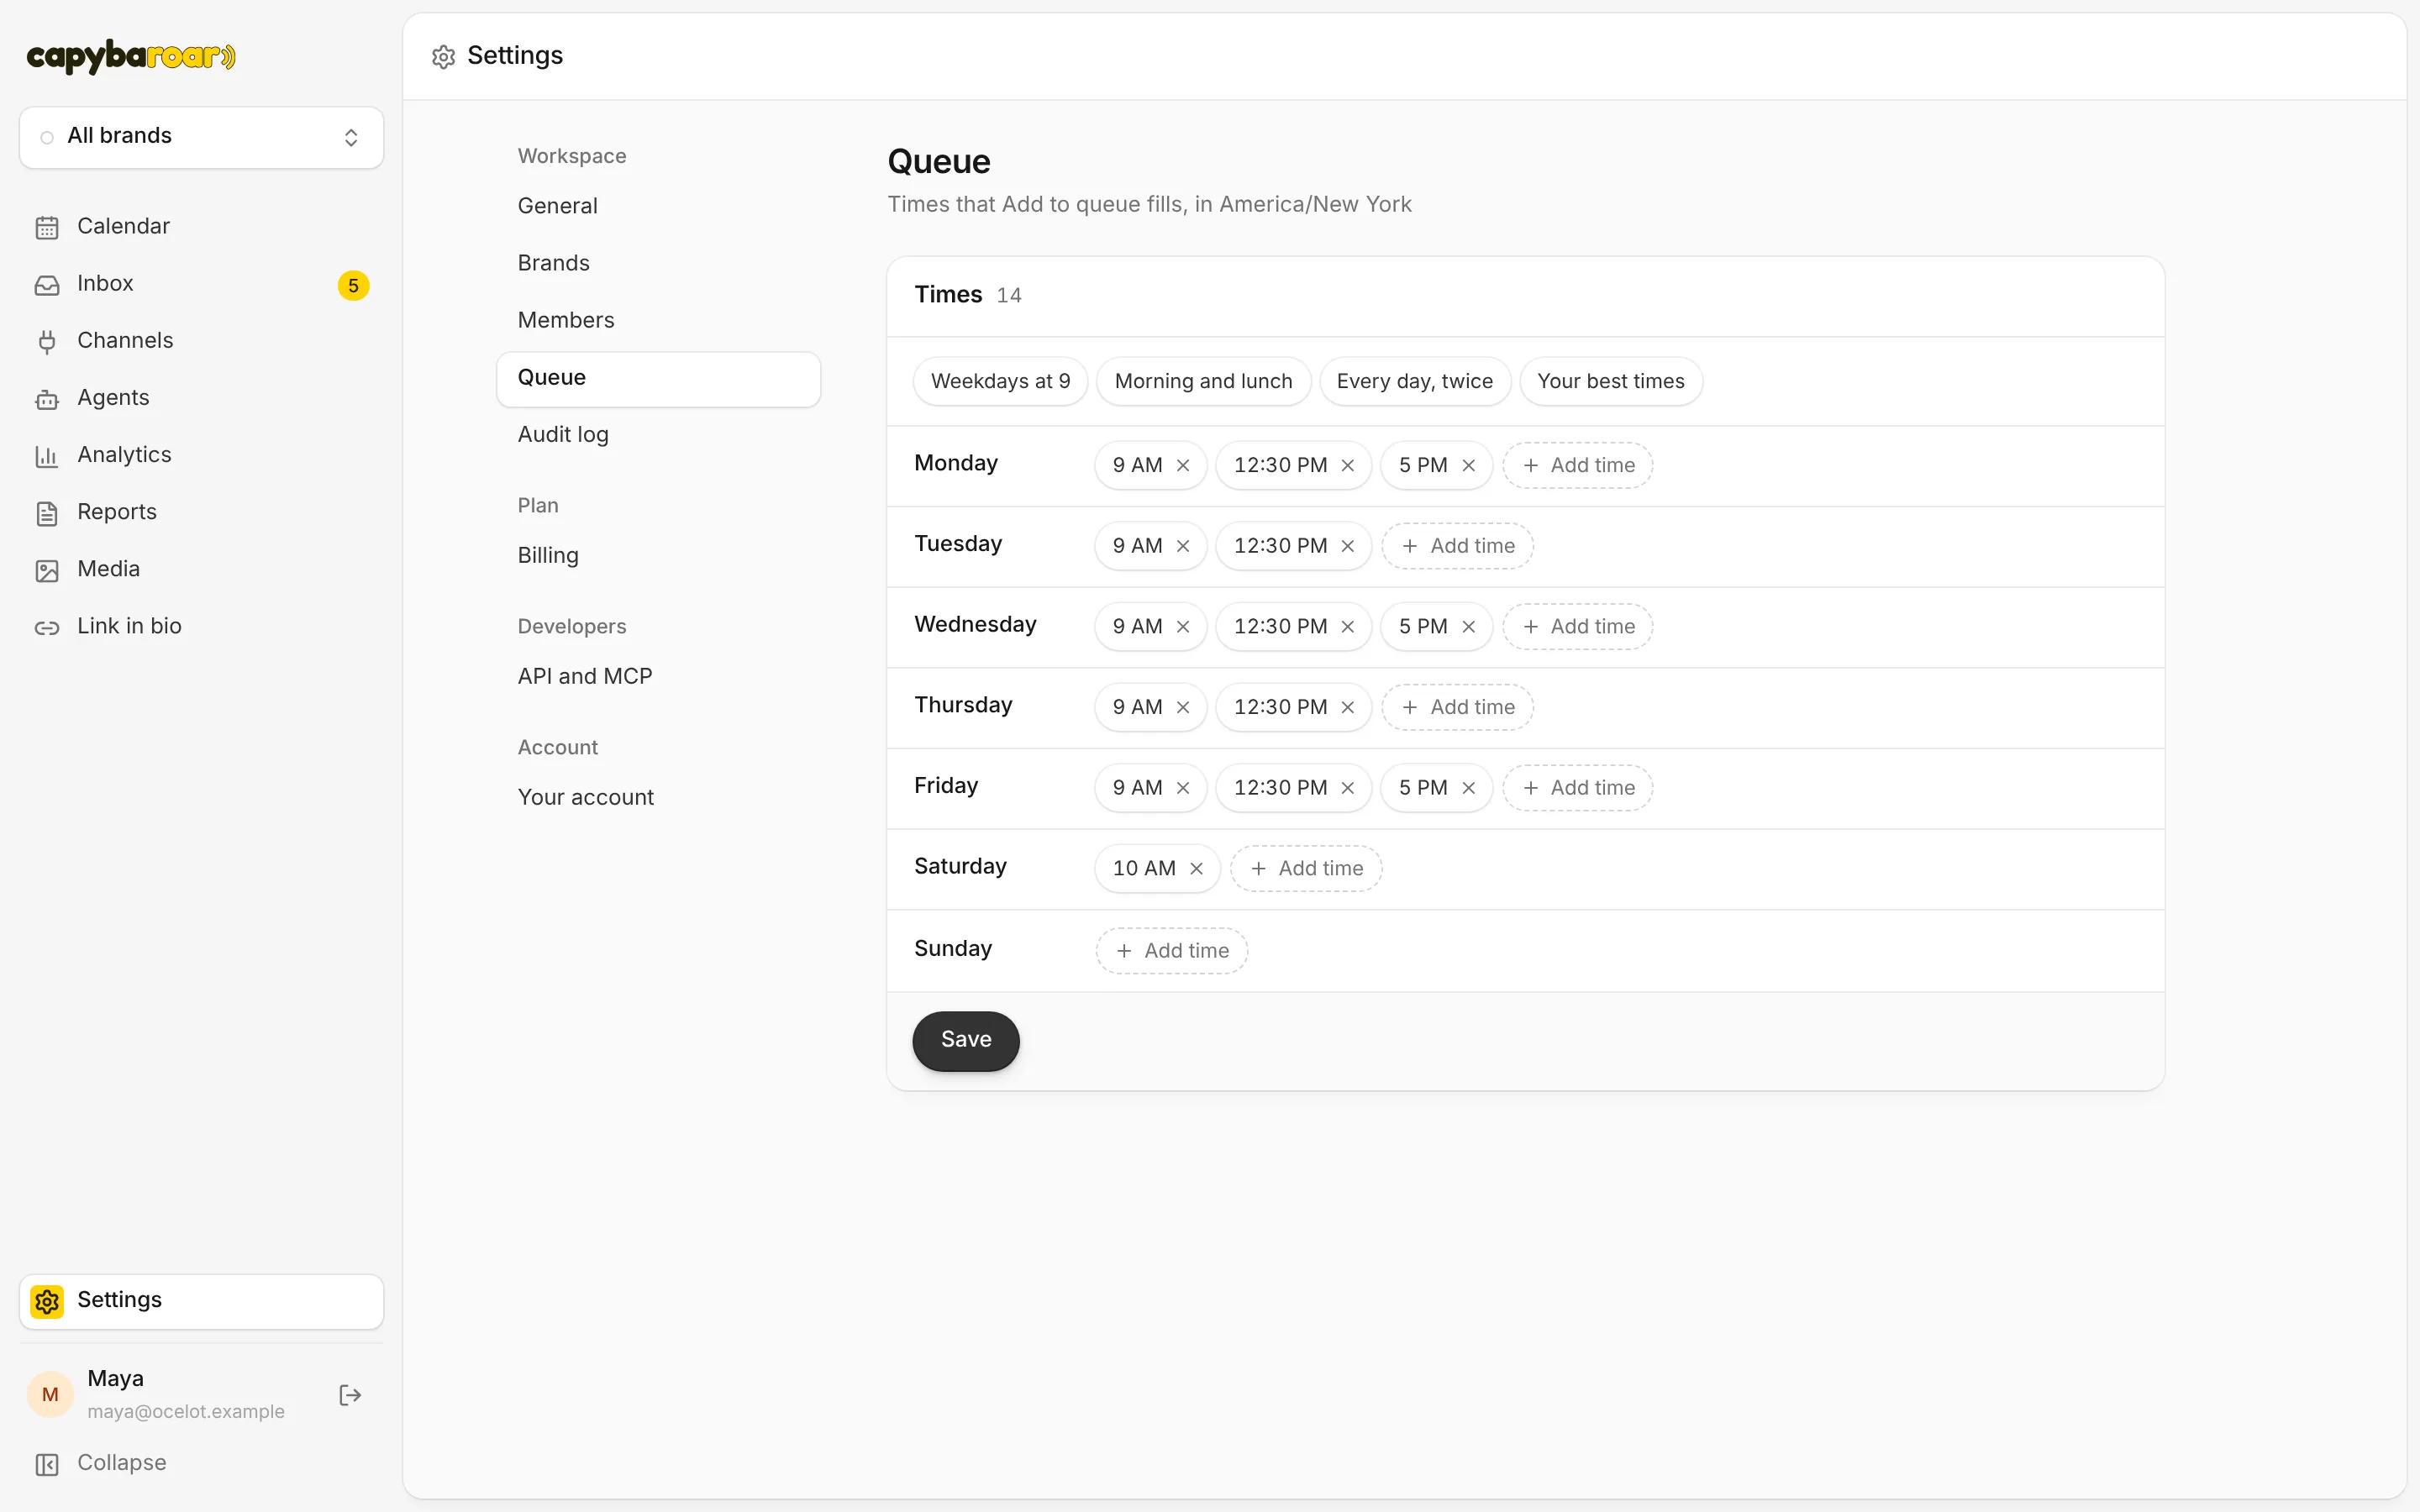 capybaroar
All brands
Calendar
Inbox 5
Channels
Agents
Analytics
Reports
Media
Link in bio
Settings
M
Maya
maya@ocelot.example
Collapse
Settings
Workspace
General
Brands
Members
Queue
Audit log
Plan
Billing
Developers
API and MCP
Account
Your account
Queue
Times that Add to queue fills, in America/New York
Times 14
Weekdays at 9 Morning and lunch Every day, twice Your best times
Monday 9 AM 12:30 PM 5 PM + Add time
Tuesday 9 AM 12:30 PM + Add time
Wednesday 9 AM 12:30 PM 5 PM + Add time
Thursday 9 AM 12:30 PM + Add time
Friday 9 AM 12:30 PM 5 PM + Add time
Saturday 10 AM + Add time
Sunday + Add time
Save